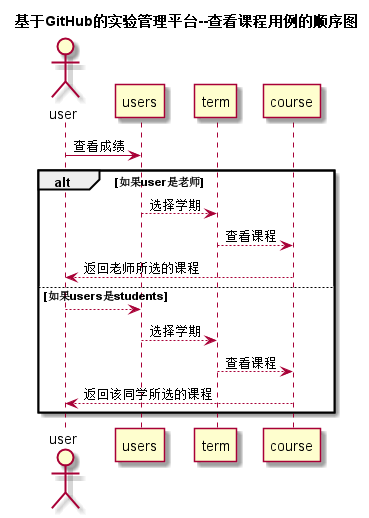 基于GitHub的实验管理平台--查看课程用例的顺序图
user
users
term
course
查看成绩
alt
[如果user是老师]
选择学期
查看课程
返回老师所选的课程
[如果users是students]
选择学期
查看课程
返回该同学所选的课程
user
users
term
course